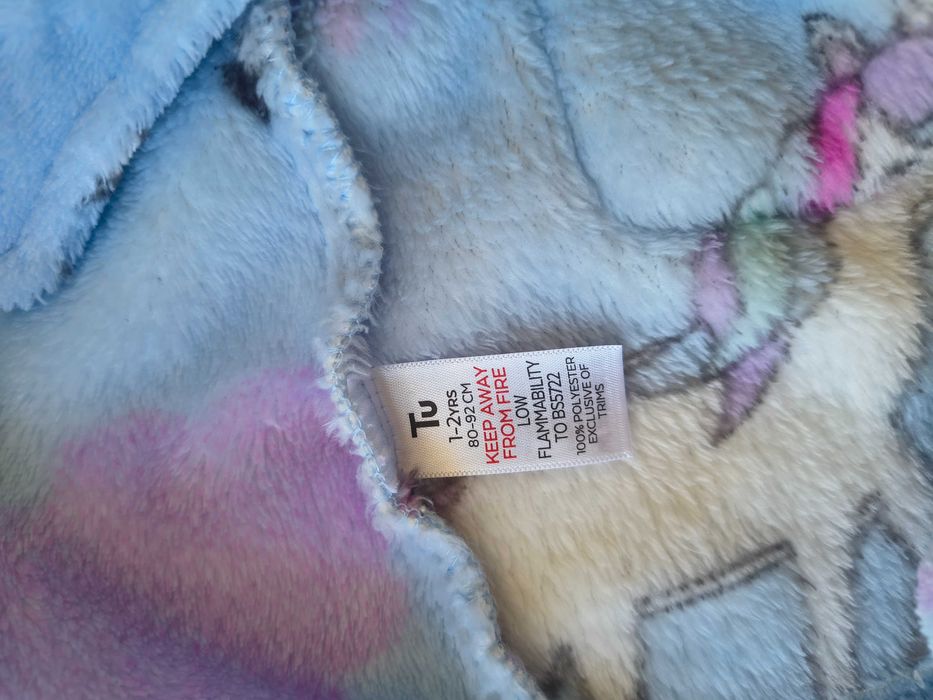 Tu
1-2YRS
80-92 CM
KEEP AWAY
FROM FIRE
LOW
FLAMMABILITY
TO BS5722
100% POLYESTER
EXCLUSIVE OF
TRIMS